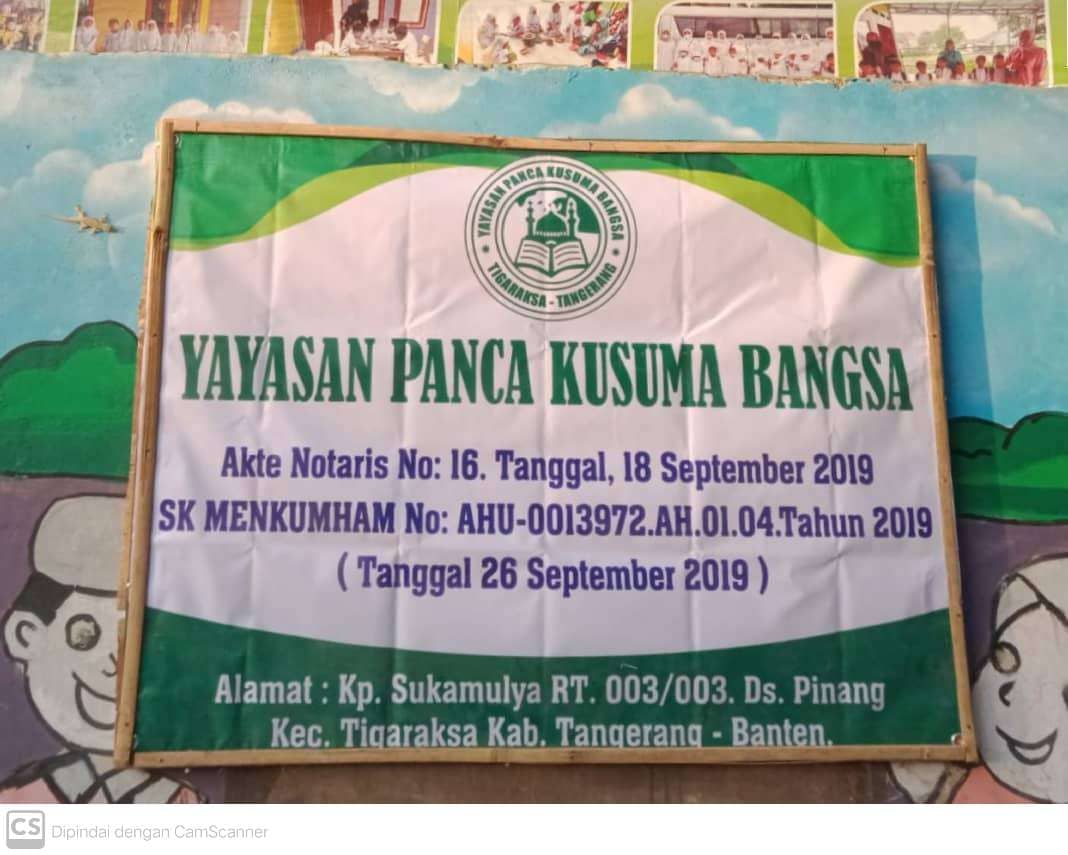 YAYASAN PANCA KUSUMA BANGSA
TIGARAKSA - TANGERANG
YAYASAN PANCA KUSUMA BANGSA
Akte Notaris No: 16. Tanggal, 18 September 2019
SK MENKUMHAM No: AHU-0013972.AH.01.04.Tahun 2019
( Tanggal 26 September 2019 )
Alamat : Kp. Sukamulya RT. 003/003. Ds. Pinang
Kec. Tigaraksa Kab. Tangerang - Banten.
CS Dipindai dengan CamScanner